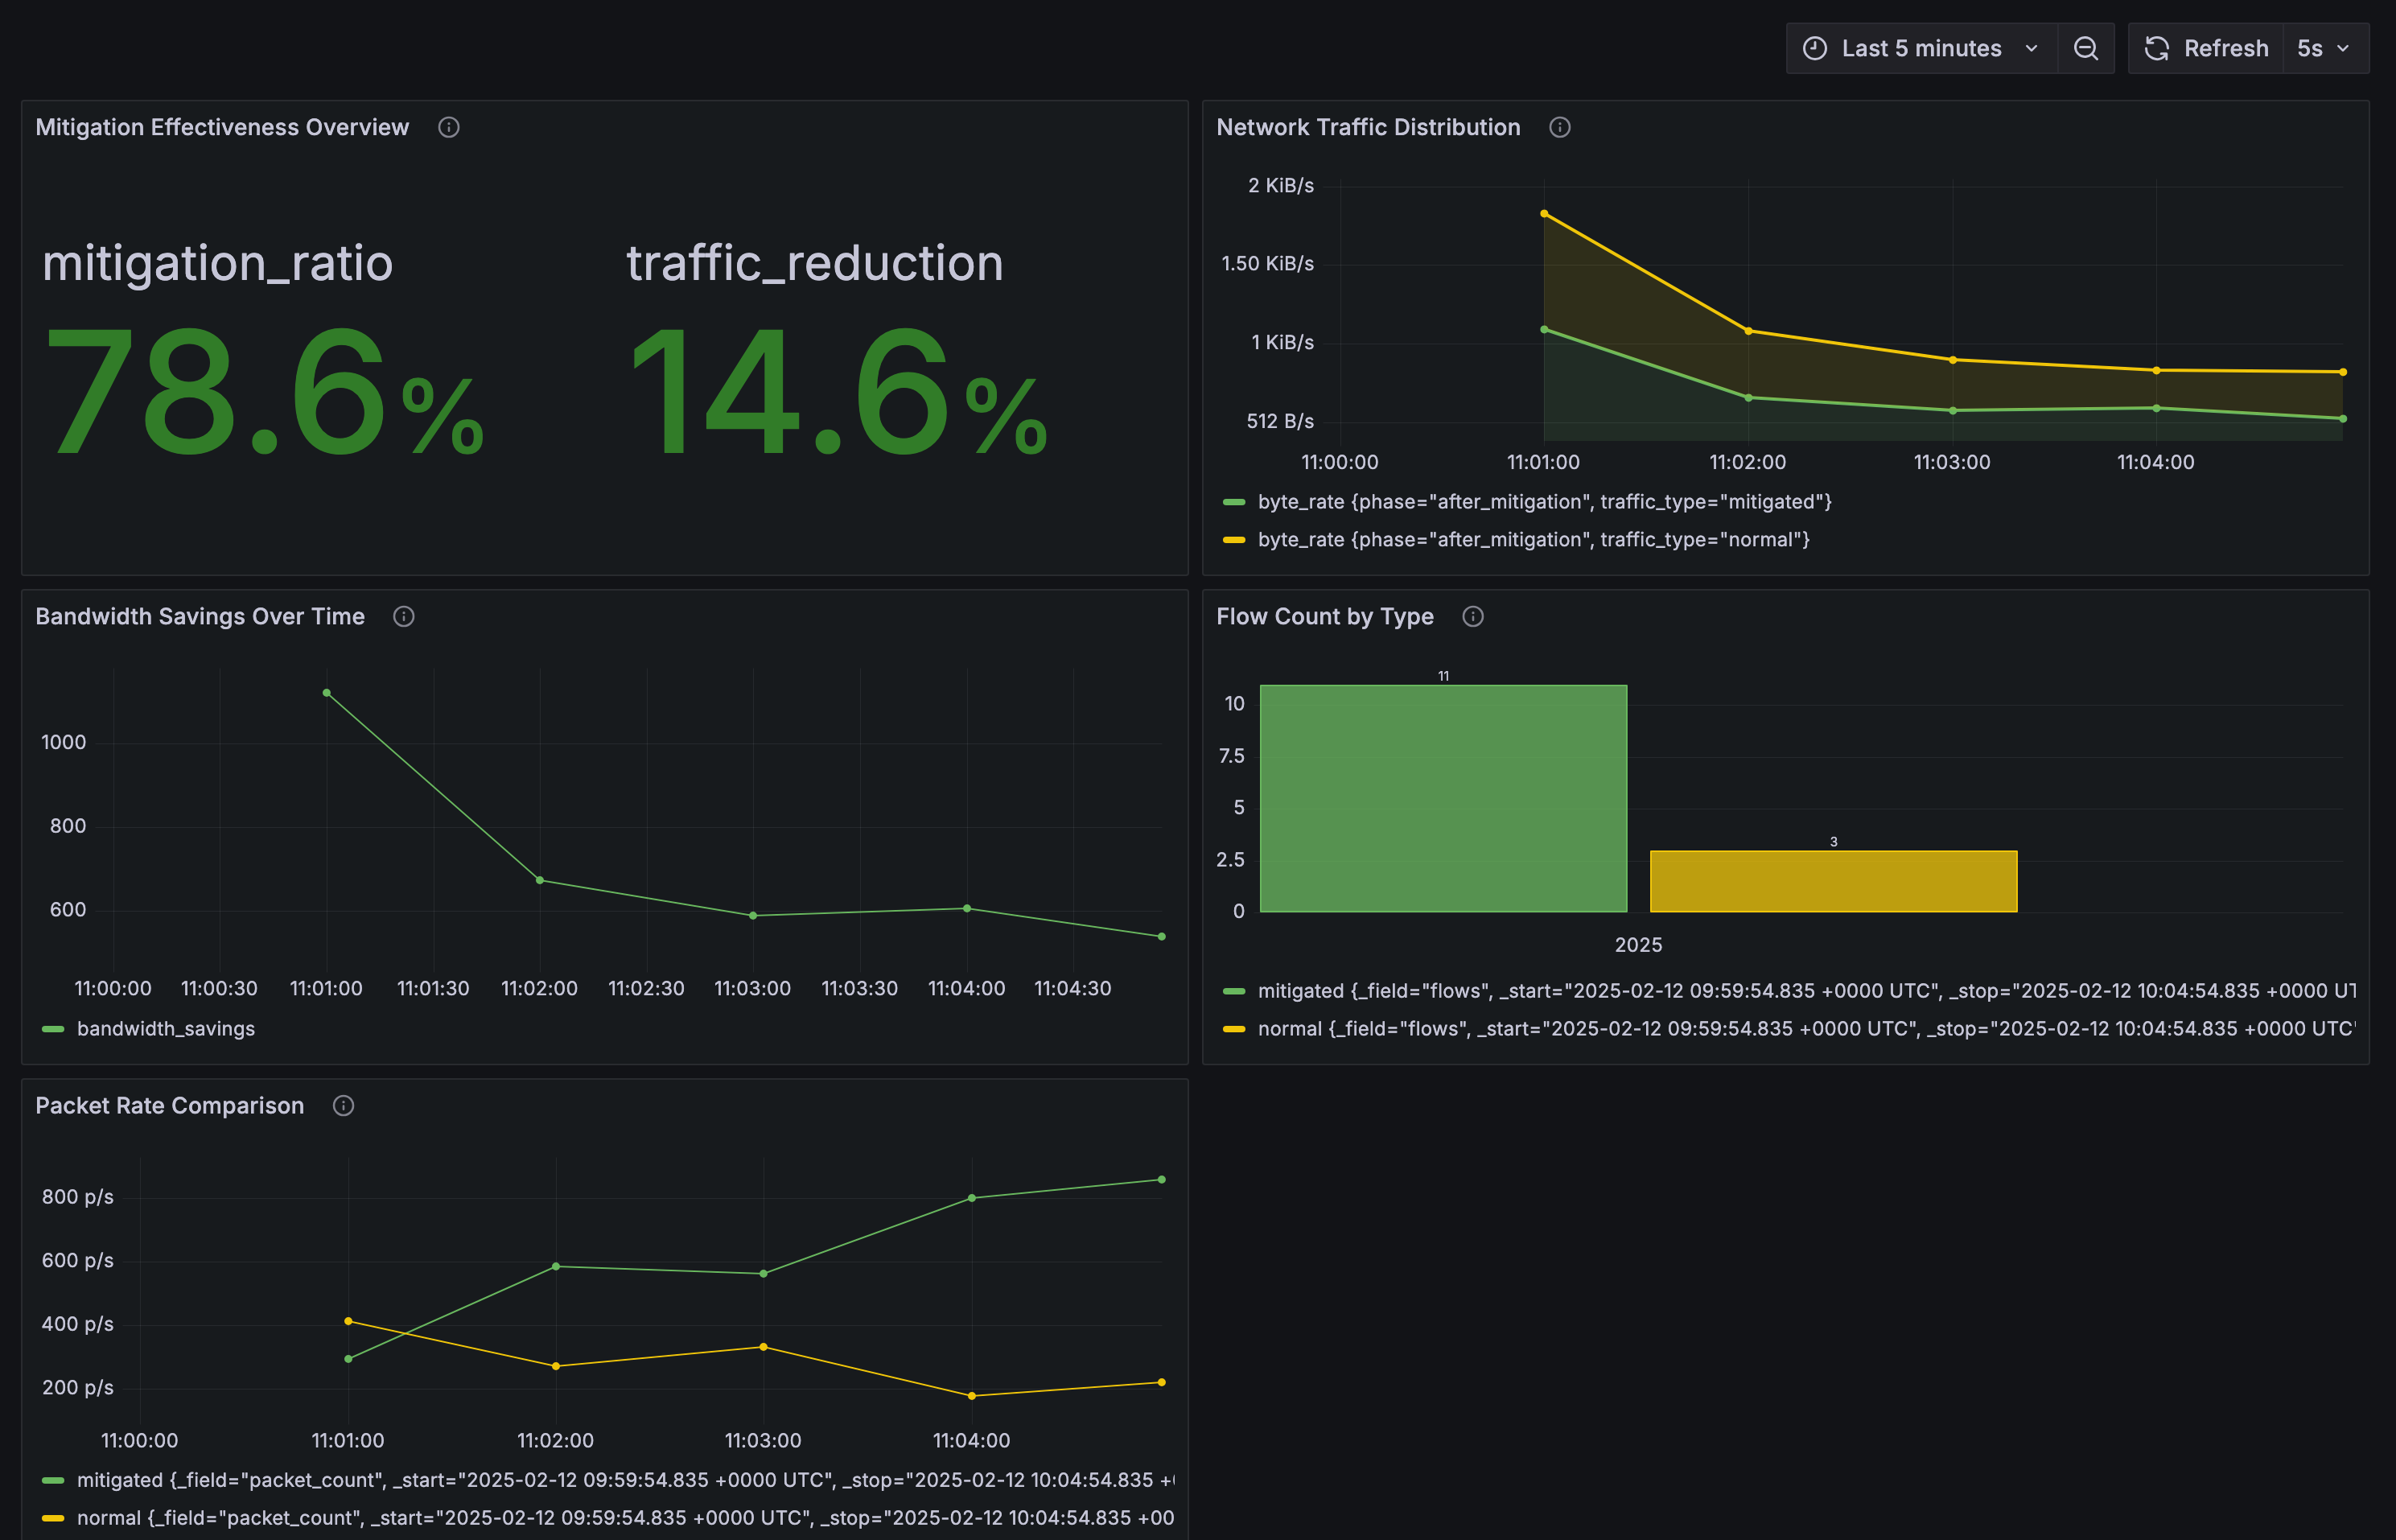 Last 5 minutes
Refresh
5s
Mitigation Effectiveness Overview
mitigation_ratio
traffic_reduction
78.6%
14.6%
Network Traffic Distribution
2 KiB/s
1.50 KiB/s
1 KiB/s
512 B/s
11:00:00 11:01:00 11:02:00 11:03:00 11:04:00
byte_rate {phase="after_mitigation", traffic_type="mitigated"}
byte_rate {phase="after_mitigation", traffic_type="normal"}
Bandwidth Savings Over Time
1000
800
600
11:00:00 11:00:30 11:01:00 11:01:30 11:02:00 11:02:30 11:03:00 11:03:30 11:04:00 11:04:30
bandwidth_savings
Flow Count by Type
11
3
10
7.5
5
2.5
0
2025
mitigated {_field="flows", _start="2025-02-12 09:59:54.835 +0000 UTC", _stop="2025-02-12 10:04:54.835 +0000 UT
normal {_field="flows", _start="2025-02-12 09:59:54.835 +0000 UTC", _stop="2025-02-12 10:04:54.835 +0000 UTC"
Packet Rate Comparison
800 p/s
600 p/s
400 p/s
200 p/s
11:00:00 11:01:00 11:02:00 11:03:00 11:04:00
mitigated {_field="packet_count", _start="2025-02-12 09:59:54.835 +0000 UTC", _stop="2025-02-12 10:04:54.835 +
normal {_field="packet_count", _start="2025-02-12 09:59:54.835 +0000 UTC", _stop="2025-02-12 10:04:54.835 +00